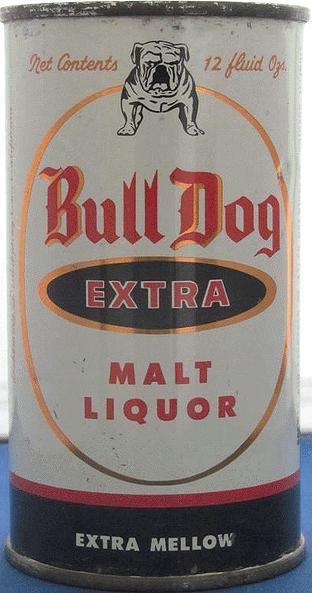 Net Contents 12 fluid Ozs.
Bull Dog
EXTRA
MALT
LIQUOR
EXTRA MELLOW